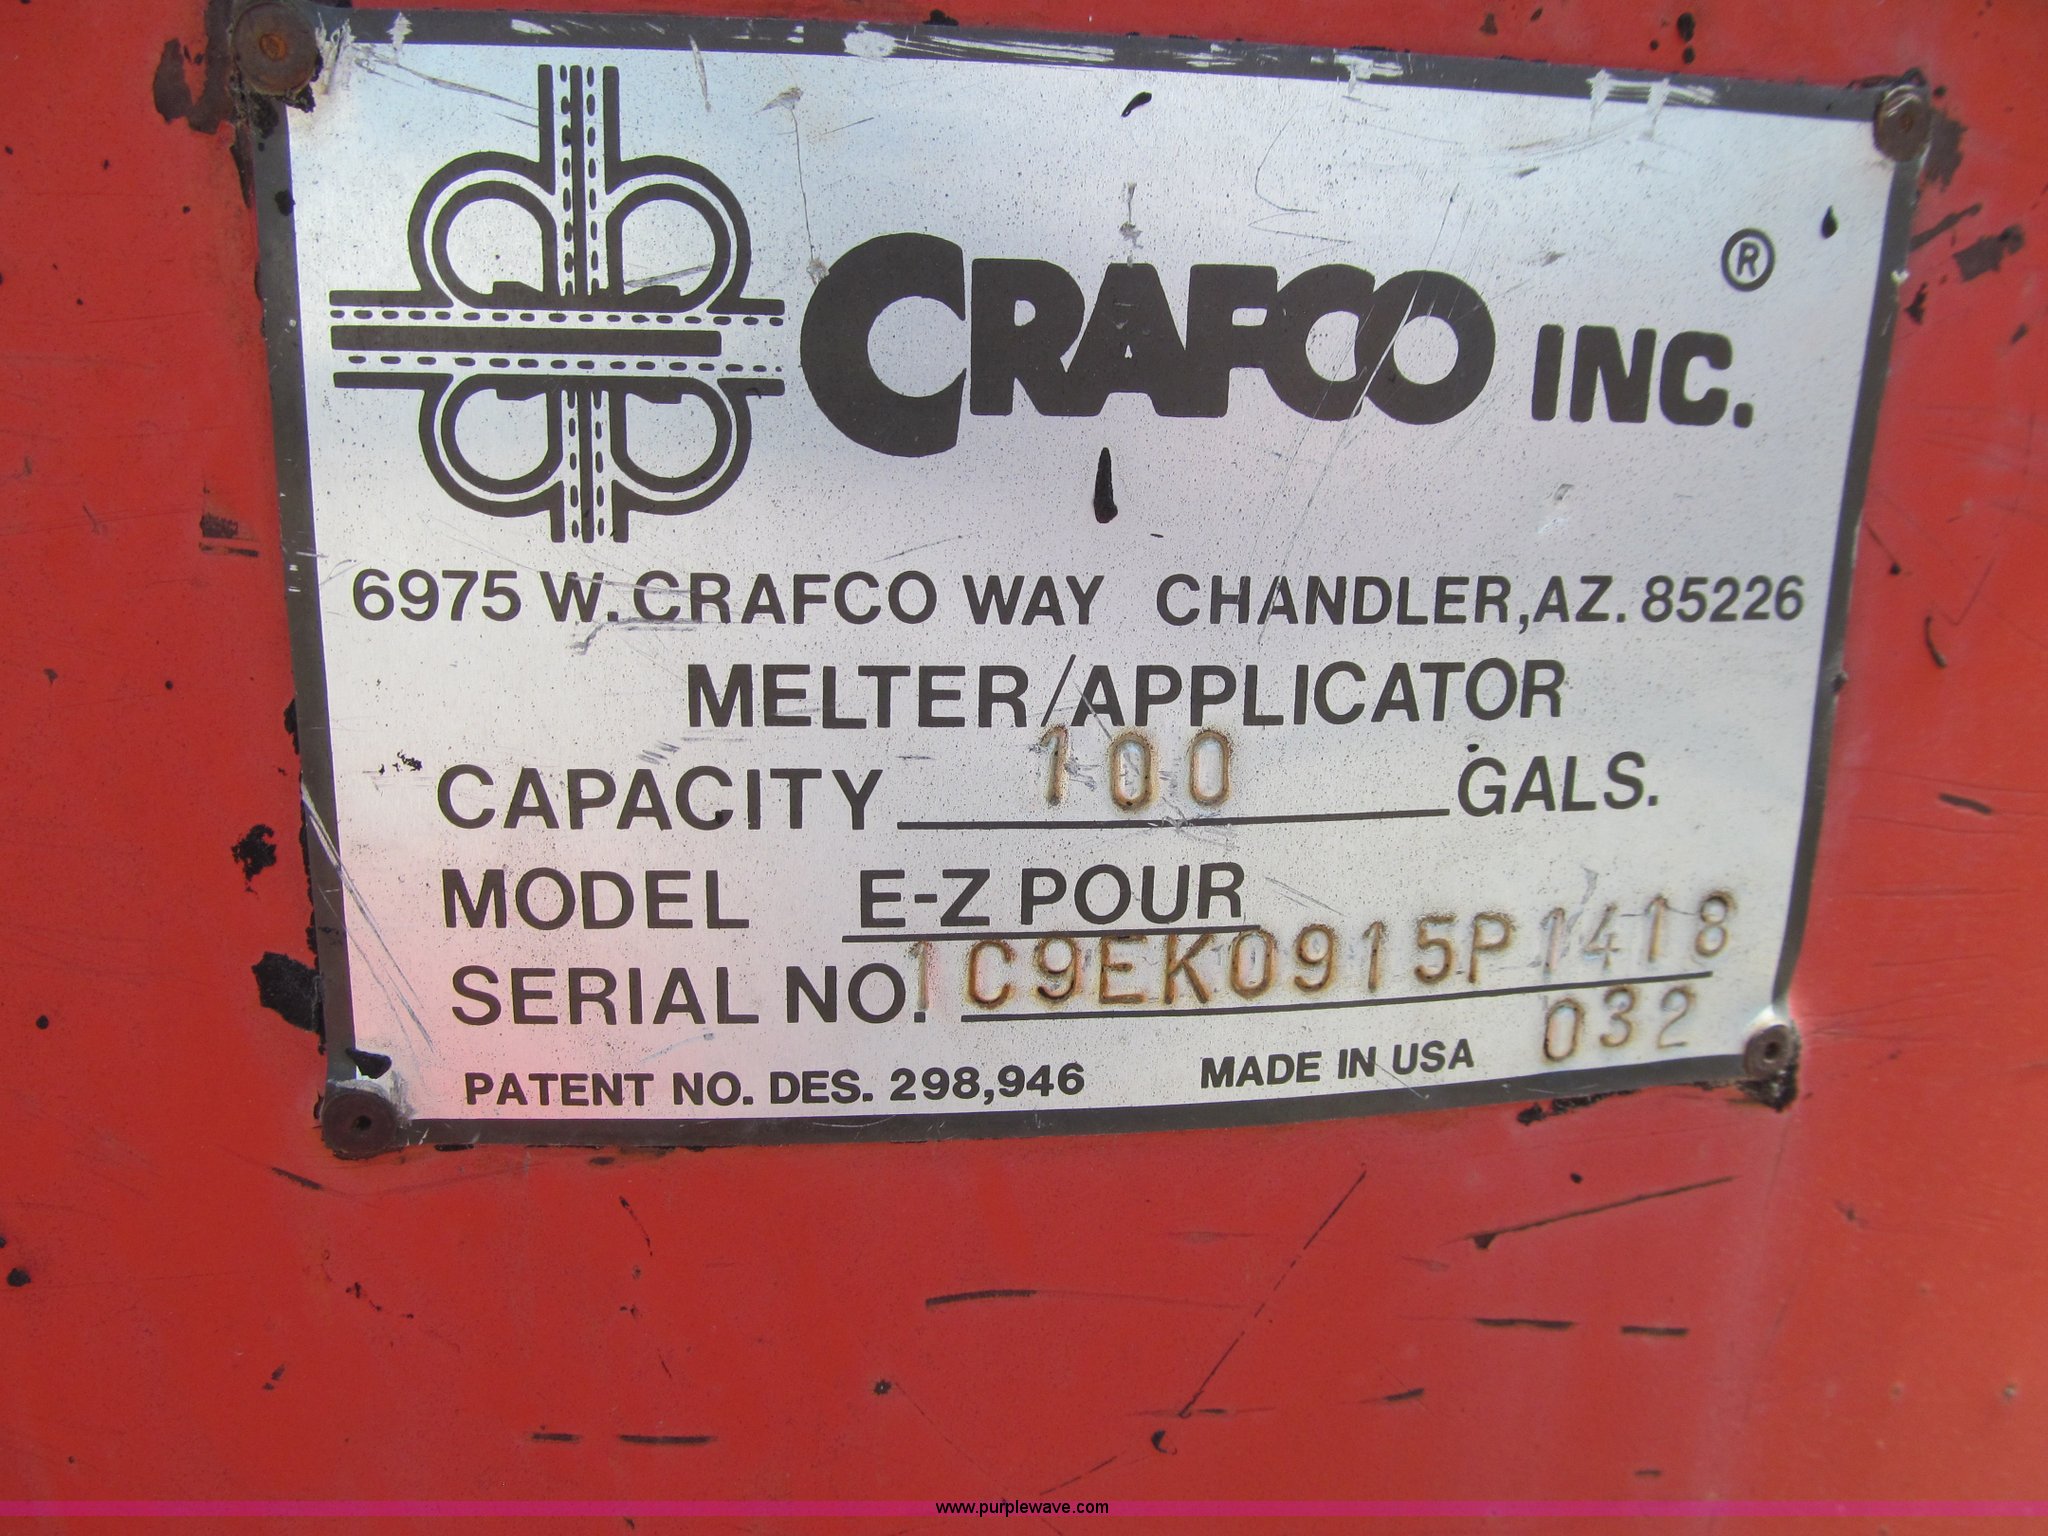 CRAFCO INC. ®
6975 W. CRAFCO WAY CHANDLER, AZ. 85226
MELTER/APPLICATOR
CAPACITY 100 GALS.
MODEL E-Z POUR
SERIAL NO. 1C9EK0915P1418
032
PATENT NO. DES. 298,946 MADE IN USA
www.purplewave.com